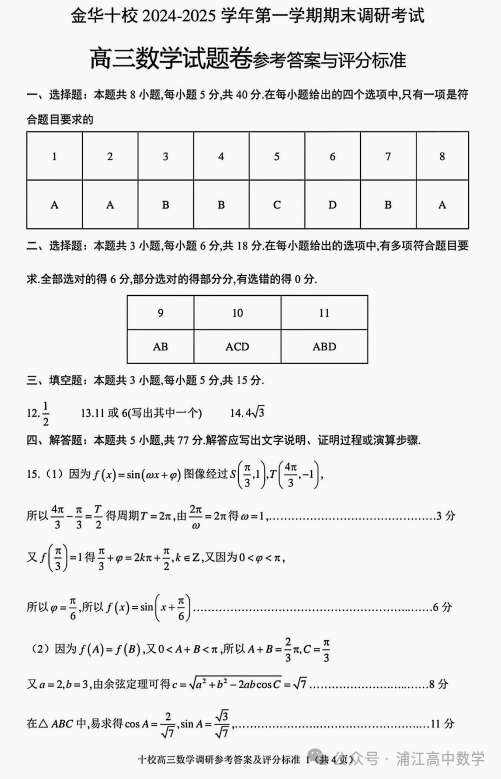 金华十校 2024-2025 学年第一学期期末调研考试
高三数学试题卷参考答案与评分标准
一、选择题：本题共 8 小题,每小题 5 分,共 40 分.在每小题给出的四个选项中,只有一项是符
合题目要求的
1 2 3 4 5 6 7 8
A A B B C D B A
二、选择题：本题共 3 小题,每小题 6 分,共 18 分.在每小题给出的选项中,有多项符合题目要
求.全部选对的得 6 分,部分选对的得部分分,有选错的得 0 分.
9 10 11
AB ACD ABD
三、填空题：本题共 3 小题,每小题 5 分,共 15 分.
12. 1/2 13.11 或 6(写出其中一个) 14. 4√3
四、解答题：本题共 5 小题,共 77 分.解答应写出文字说明、证明过程或演算步骤.
15.（1）因为 f(x)=sin(ωx+φ) 图像经过 S(π/3,1),T(4π/3,-1),
所以 4π/3-π/3=T/2 得周期 T=2π,由 2π/ω=2π 得 ω=1,……………………………………3 分
又 f(π/3)=1 得 π/3+φ=2kπ+π/2,k∈Z,又因为 0<φ<π,
所以 φ=π/6,所以 f(x)=sin(x+π/6)……………………………………………………6 分
（2）因为 f(A)=f(B),又 0<A+B<π,所以 A+B=2/3π,C=π/3
又 a=2,b=3,由余弦定理可得 c=√(a²+b²-2abcosC)=√7 ………………………8 分
在△ ABC 中,易求得 cos A=2/√7,sin A=√3/√7,…………………………………………11 分
十校高三数学调研参考答案及评分标准 1（共 4 页）
公众号 · 浦江高中数学